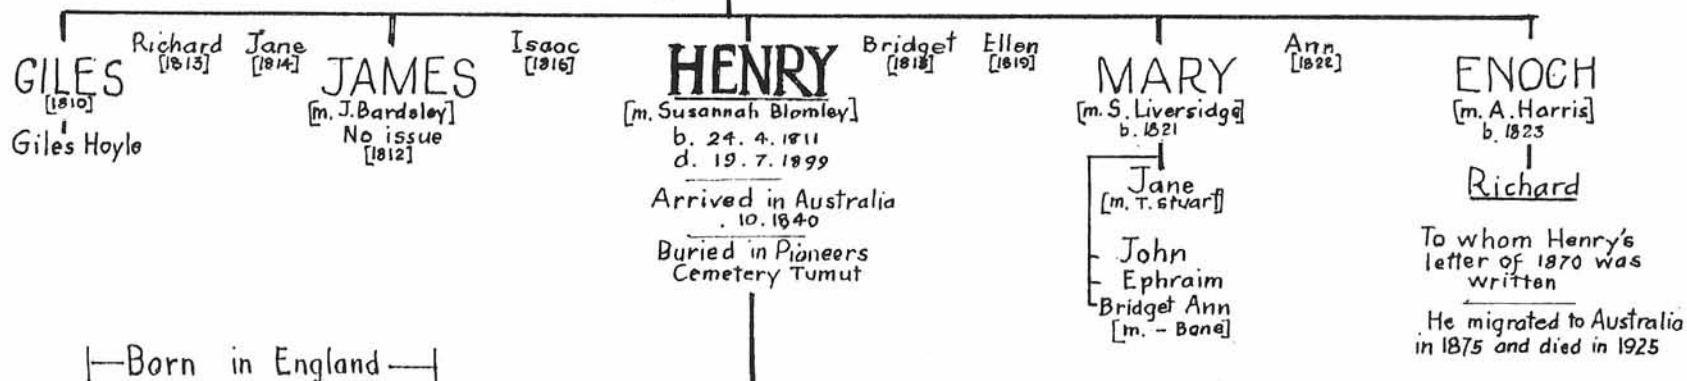 GILES
[1810]
Giles Hoyle
Richard
[1813]
Jane
[1814]
JAMES
[m. J. Bardsley]
No issue
[1812]
Isaac
[1816]
HENRY
[m. Susannah Blomley]
b. 24. 4. 1811
d. 19. 7. 1899
Arrived in Australia
. 10. 1840
Buried in Pioneers
Cemetery Tumut
Bridget
[1818]
Ellen
[1819]
MARY
[m. S. Liversidge]
b. 1821
Jane
[m. T. Stuart]
John
Ephraim
Bridget Ann
[m. - Bane]
Ann
[1822]
ENOCH
[m. A. Harris]
b. 1823
Richard
To whom Henry's
letter of 1870 was
written
He migrated to Australia
in 1875 and died in 1925
Born in England